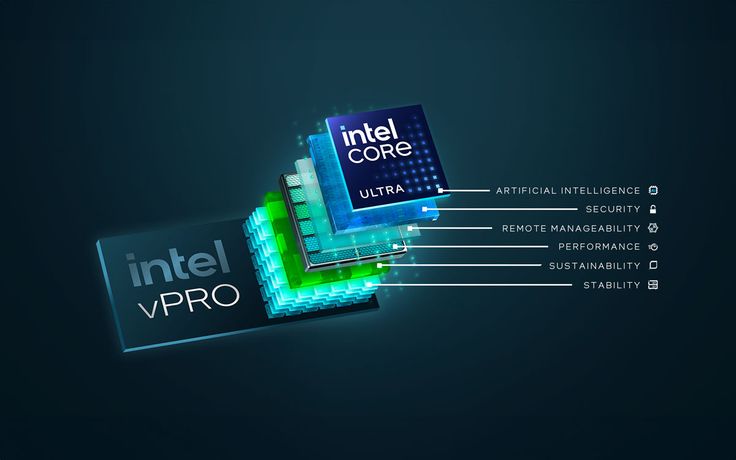 intel
CORe
ULTRA
ARTIFICIAL INTELLIGENCE
SECURITY
REMOTE MANAGEABILITY
PERFORMANCE
SUSTAINABILITY
STABILITY
intel
vPRO